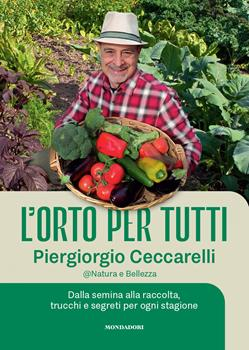 L'ORTO PER TUTTI
Piergiorgio Ceccarelli
@Natura e Bellezza
Dalla semina alla raccolta,
trucchi e segreti per ogni stagione
MONDADORI